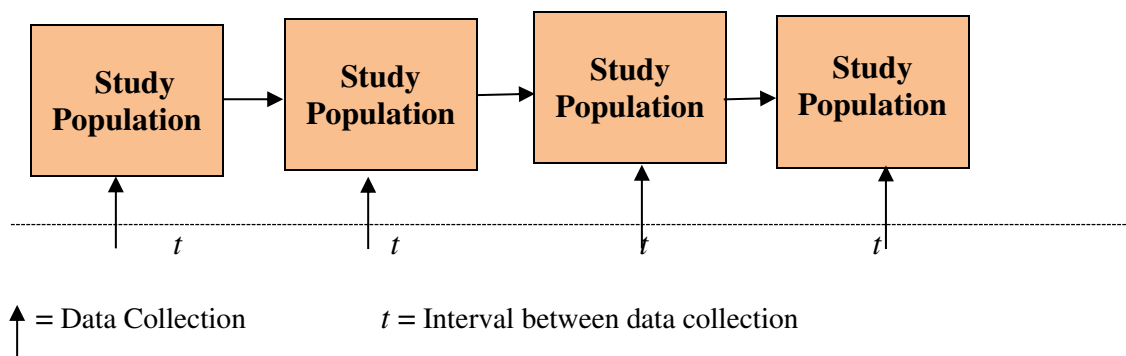 Study
Population
Study
Population
Study
Population
Study
Population
t t t t
= Data Collection t = Interval between data collection